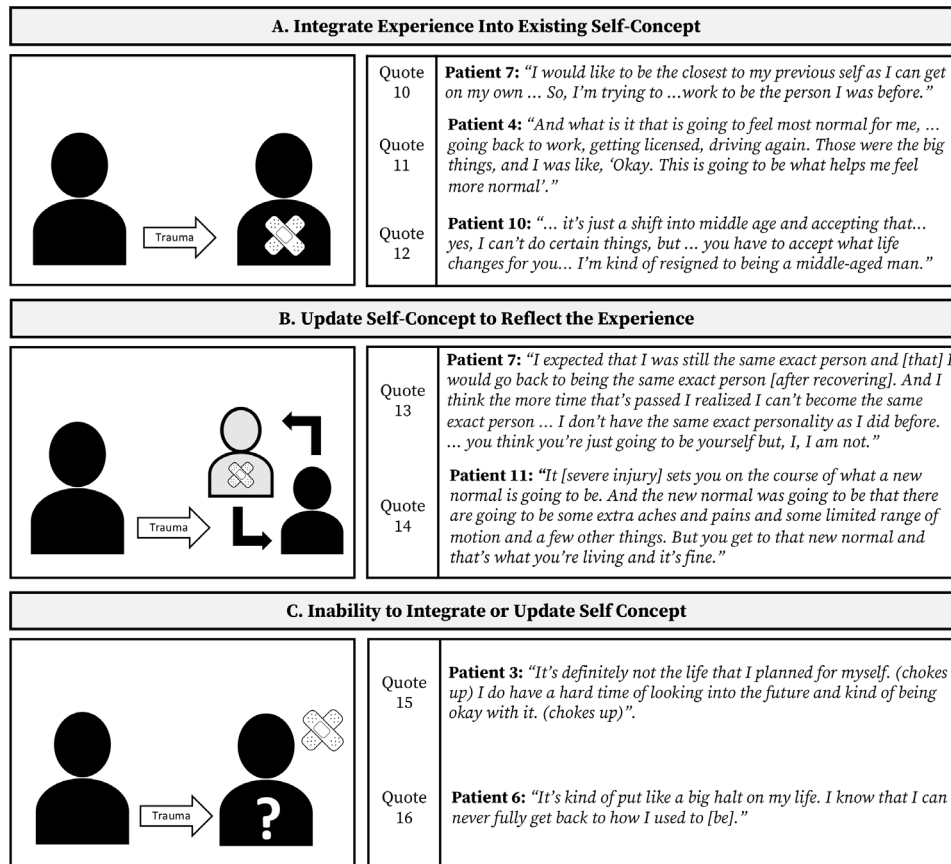 A. Integrate Experience Into Existing Self-Concept
Trauma
Quote
10
Patient 7: “I would like to be the closest to my previous self as I can get
on my own ... So, I’m trying to ...work to be the person I was before.”
Quote
11
Patient 4: “And what is it that is going to feel most normal for me, ...
going back to work, getting licensed, driving again. Those were the big
things, and I was like, ‘Okay. This is going to be what helps me feel
more normal’.”
Quote
12
Patient 10: “... it’s just a shift into middle age and accepting that...
yes, I can’t do certain things, but ... you have to accept what life
changes for you... I’m kind of resigned to being a middle-aged man.”
B. Update Self-Concept to Reflect the Experience
Trauma
Quote
13
Patient 7: “I expected that I was still the same exact person and [that] I
would go back to being the same exact person [after recovering]. And I
think the more time that’s passed I realized I can’t become the same
exact person ... I don’t have the same exact personality as I did before.
... you think you’re just going to be yourself but, I, I am not.”
Quote
14
Patient 11: “It [severe injury] sets you on the course of what a new
normal is going to be. And the new normal was going to be that there
are going to be some extra aches and pains and some limited range of
motion and a few other things. But you get to that new normal and
that’s what you’re living and it’s fine.”
C. Inability to Integrate or Update Self Concept
Trauma
?
Quote
15
Patient 3: “It’s definitely not the life that I planned for myself. (chokes
up) I do have a hard time of looking into the future and kind of being
okay with it. (chokes up)”.
Quote
16
Patient 6: “It’s kind of put like a big halt on my life. I know that I can
never fully get back to how I used to [be].”